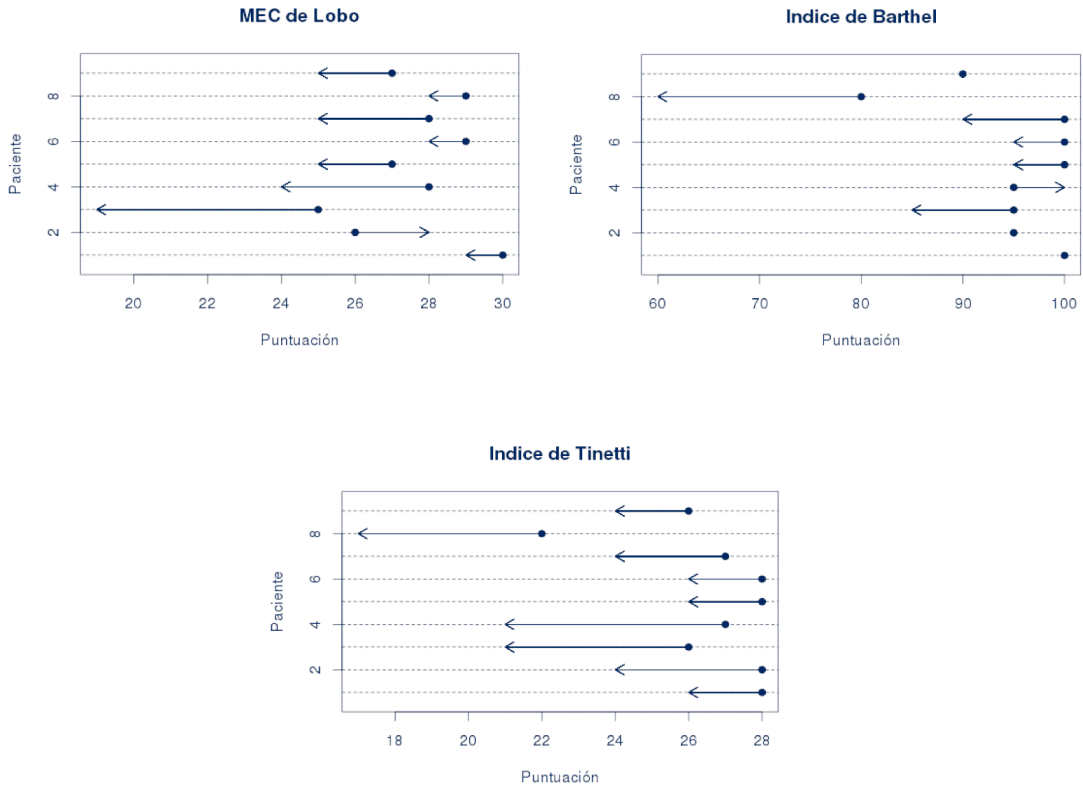 MEC de Lobo
Paciente
8
6
4
2
20 22 24 26 28 30
Puntuación
Indice de Barthel
Paciente
8
6
4
2
60 70 80 90 100
Puntuación
Indice de Tinetti
Paciente
8
6
4
2
18 20 22 24 26 28
Puntuación